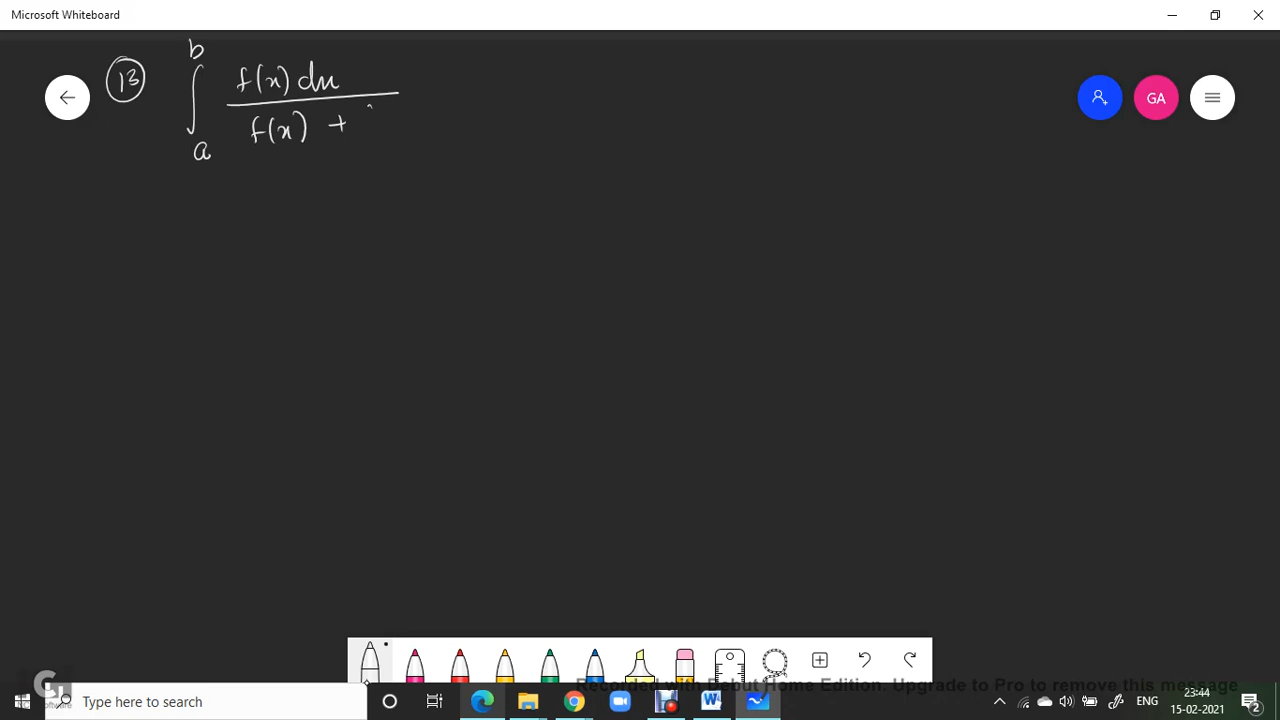 Microsoft Whiteboard
13
b
∫ f(x) dx
f(x) +
a
GA
Recorded with Debut Home Edition. Upgrade to Pro to remove this message
Type here to search
ENG
23:44
15-02-2021
2